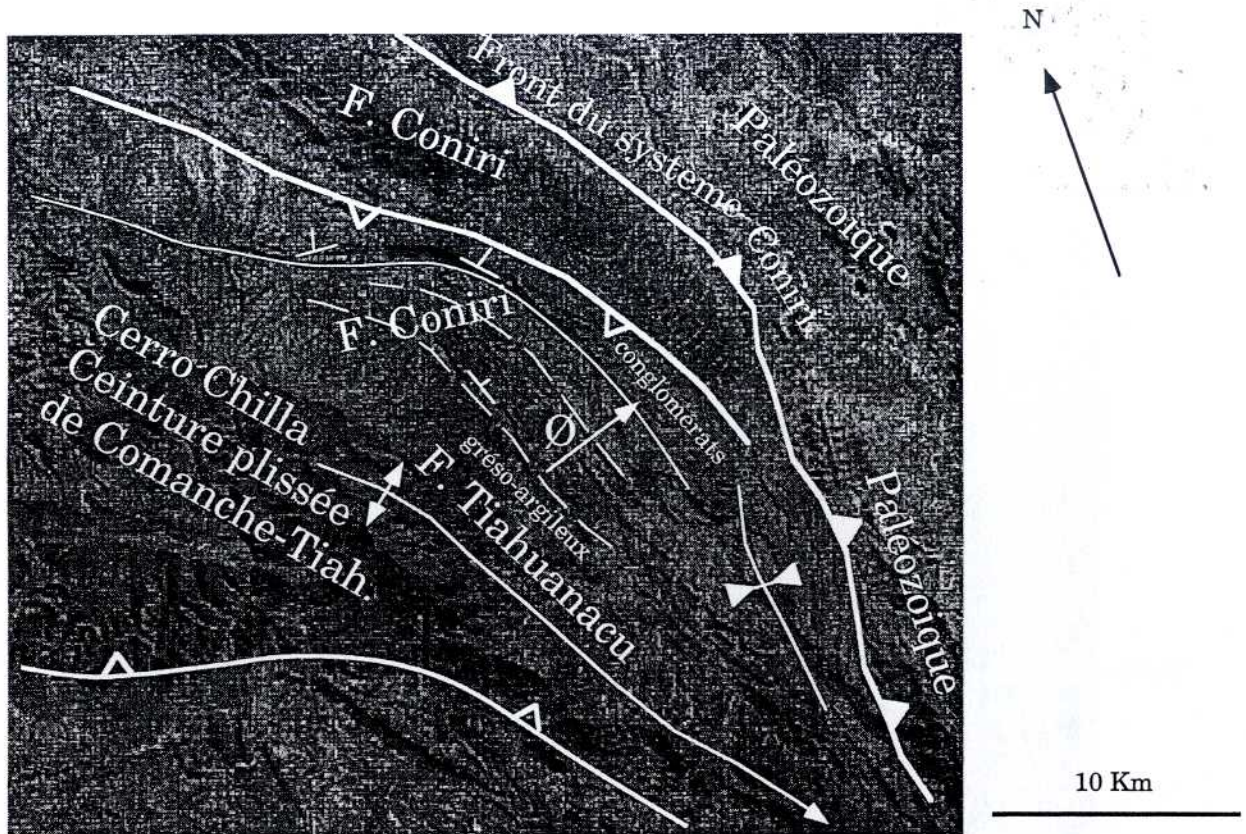 N
Front du système Coniri
Paléozoïque
F. Coniri
F. Coniri
conglomérats
Cerro Chilla
Ceinture plissée
de Comanche-Tiah.
Φ
gréso-argileux
F. Tiahuanacu
Paléozoïque
10 Km